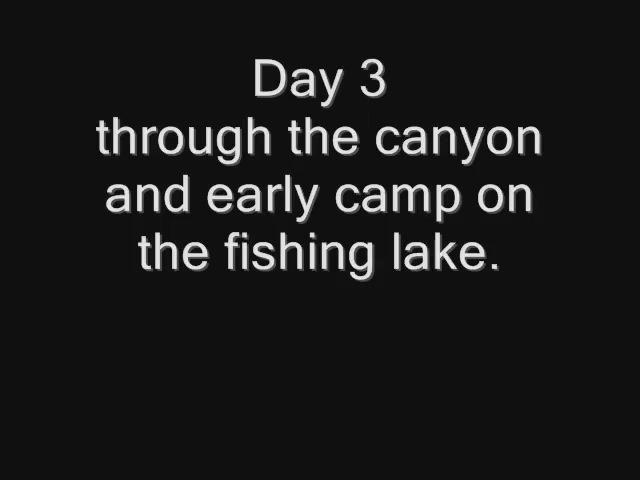 Day 3
through the canyon
and early camp on
the fishing lake.